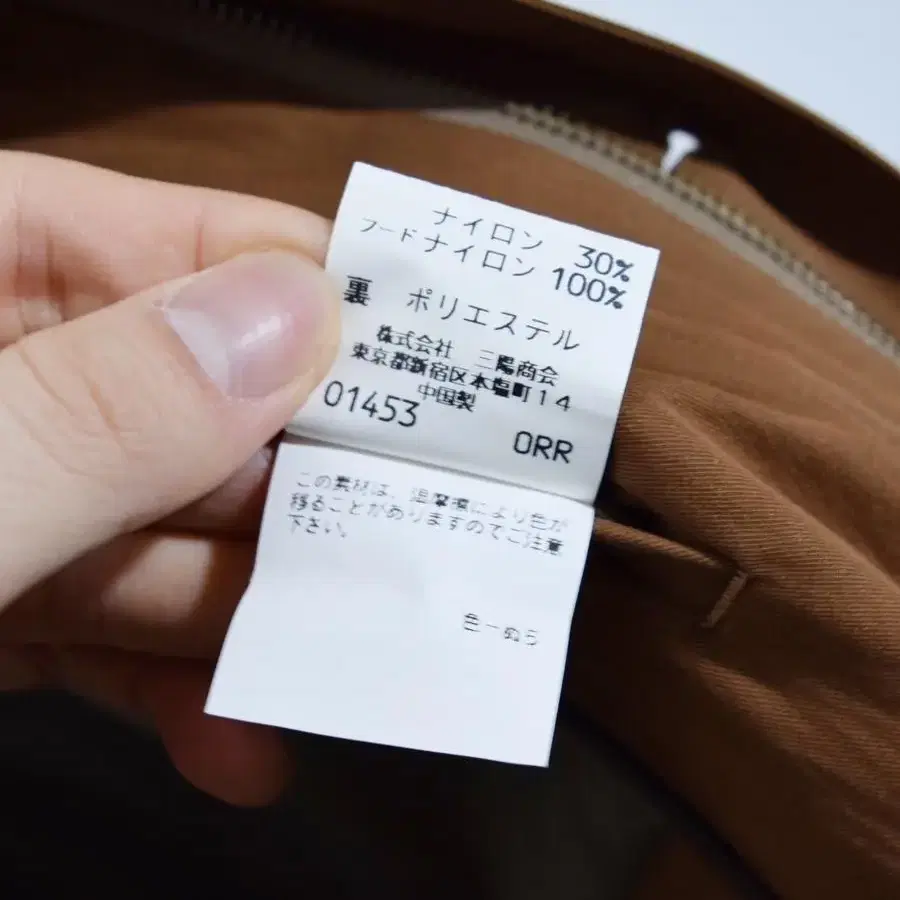 ナイロン 30%
フードナイロン 100%
裏 ポリエステル
株式会社 三陽商会
東京都新宿区本塩町14
中国製
01453 ORR
この素材は、湿摩擦により色が
移ることがありますのでご注意
下さい。
色-ぬう